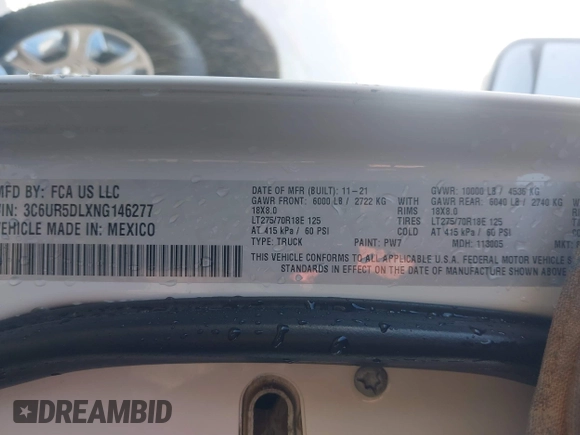 MFD BY: FCA US LLC
VIN: 3C6UR5DLXNG146277
VEHICLE MADE IN: MEXICO
DATE OF MFR (BUILT): 11-21
GAWR FRONT: 6000 LB / 2722 KG
18X8.0
LT275/70R18E 125
AT 415 kPa / 60 PSI
TYPE: TRUCK PAINT: PW7
GVWR: 10000 LB / 4536 KG
GAWR REAR: 6040 LB / 2740 KG
WITH RIMS 18X8.0
TIRES LT275/70R18E 125
AT 415 kPa / 60 PSI
MDH: 113005 MKT:
THIS VEHICLE CONFORMS TO ALL APPLICABLE U.S.A. FEDERAL MOTOR VEHICLE S
STANDARDS IN EFFECT ON THE DATE OF MANUFACTURE SHOWN ABOVE
DREAMBID